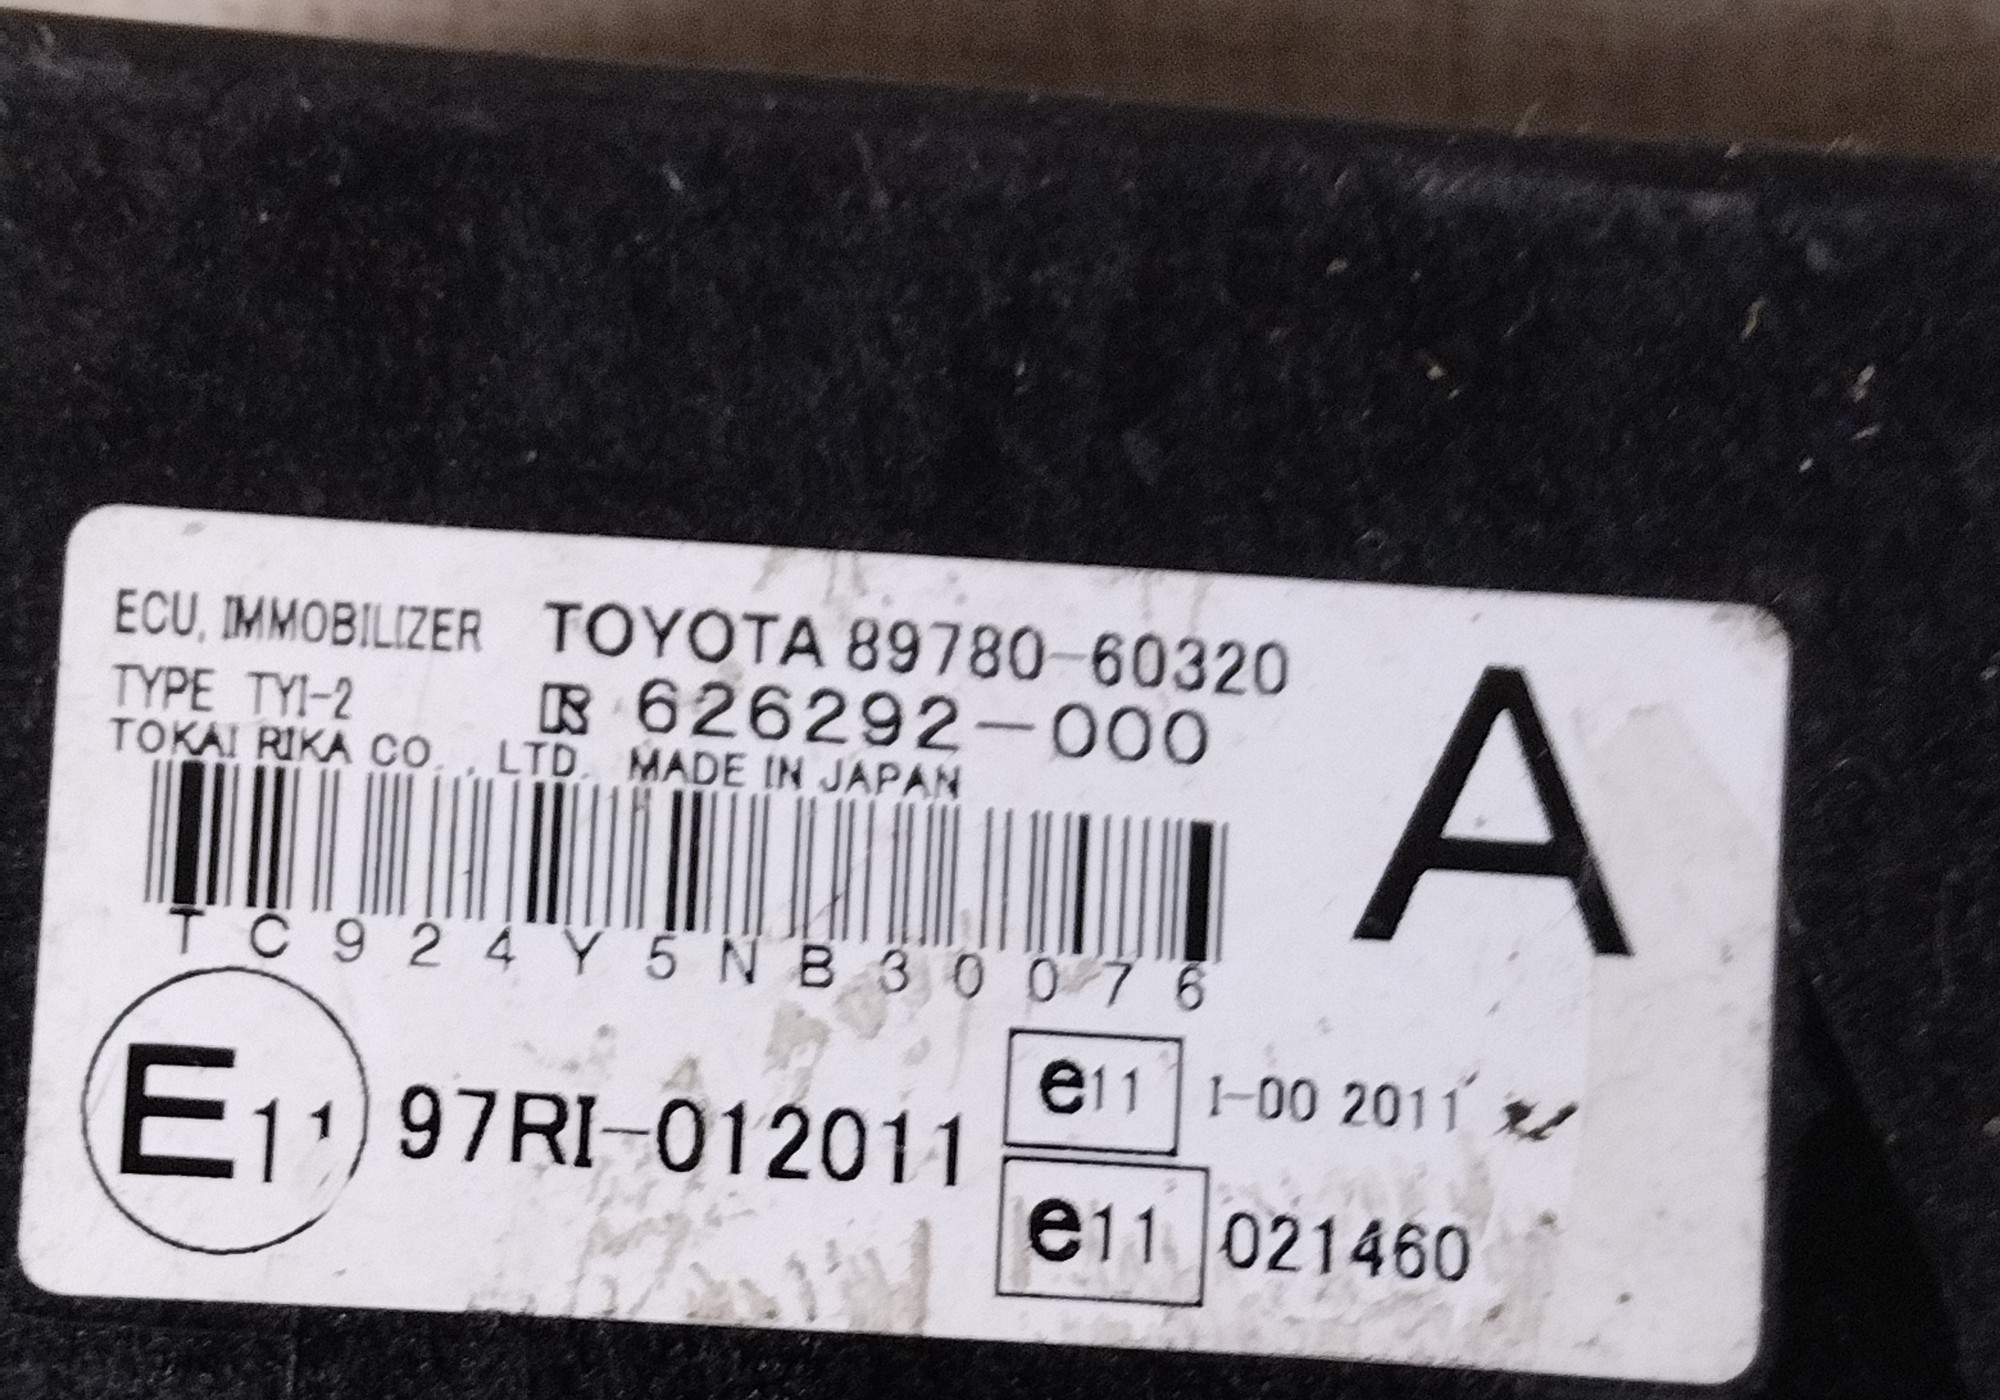 ECU, IMMOBILIZER TOYOTA 89780-60320
TYPE TYI-2 626292-000
A
TOKAI RIKA CO., LTD. MADE IN JAPAN
TC924Y5NB30076
E11 97RI-012011
e11 I-00 2011
e11 021460